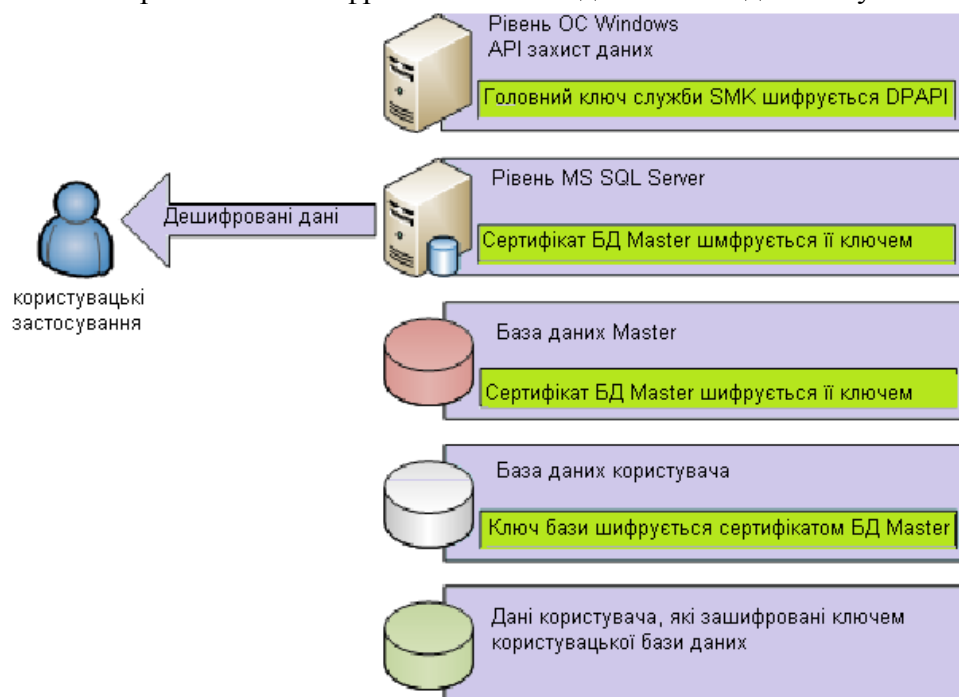 Рівень ОС Windows
API захист даних
Головний ключ служби SMK шифрується DPAPI
Рівень MS SQL Server
Дешифровані дані
Сертифікат БД Master шмфрується її ключем
користувацькі
застосування
База даних Master
Сертифікат БД Master шифрується її ключем
База даних користувача
Ключ бази шифрується сертифікатом БД Master
Дані користувача, які зашифровані ключем
користувацької бази даних